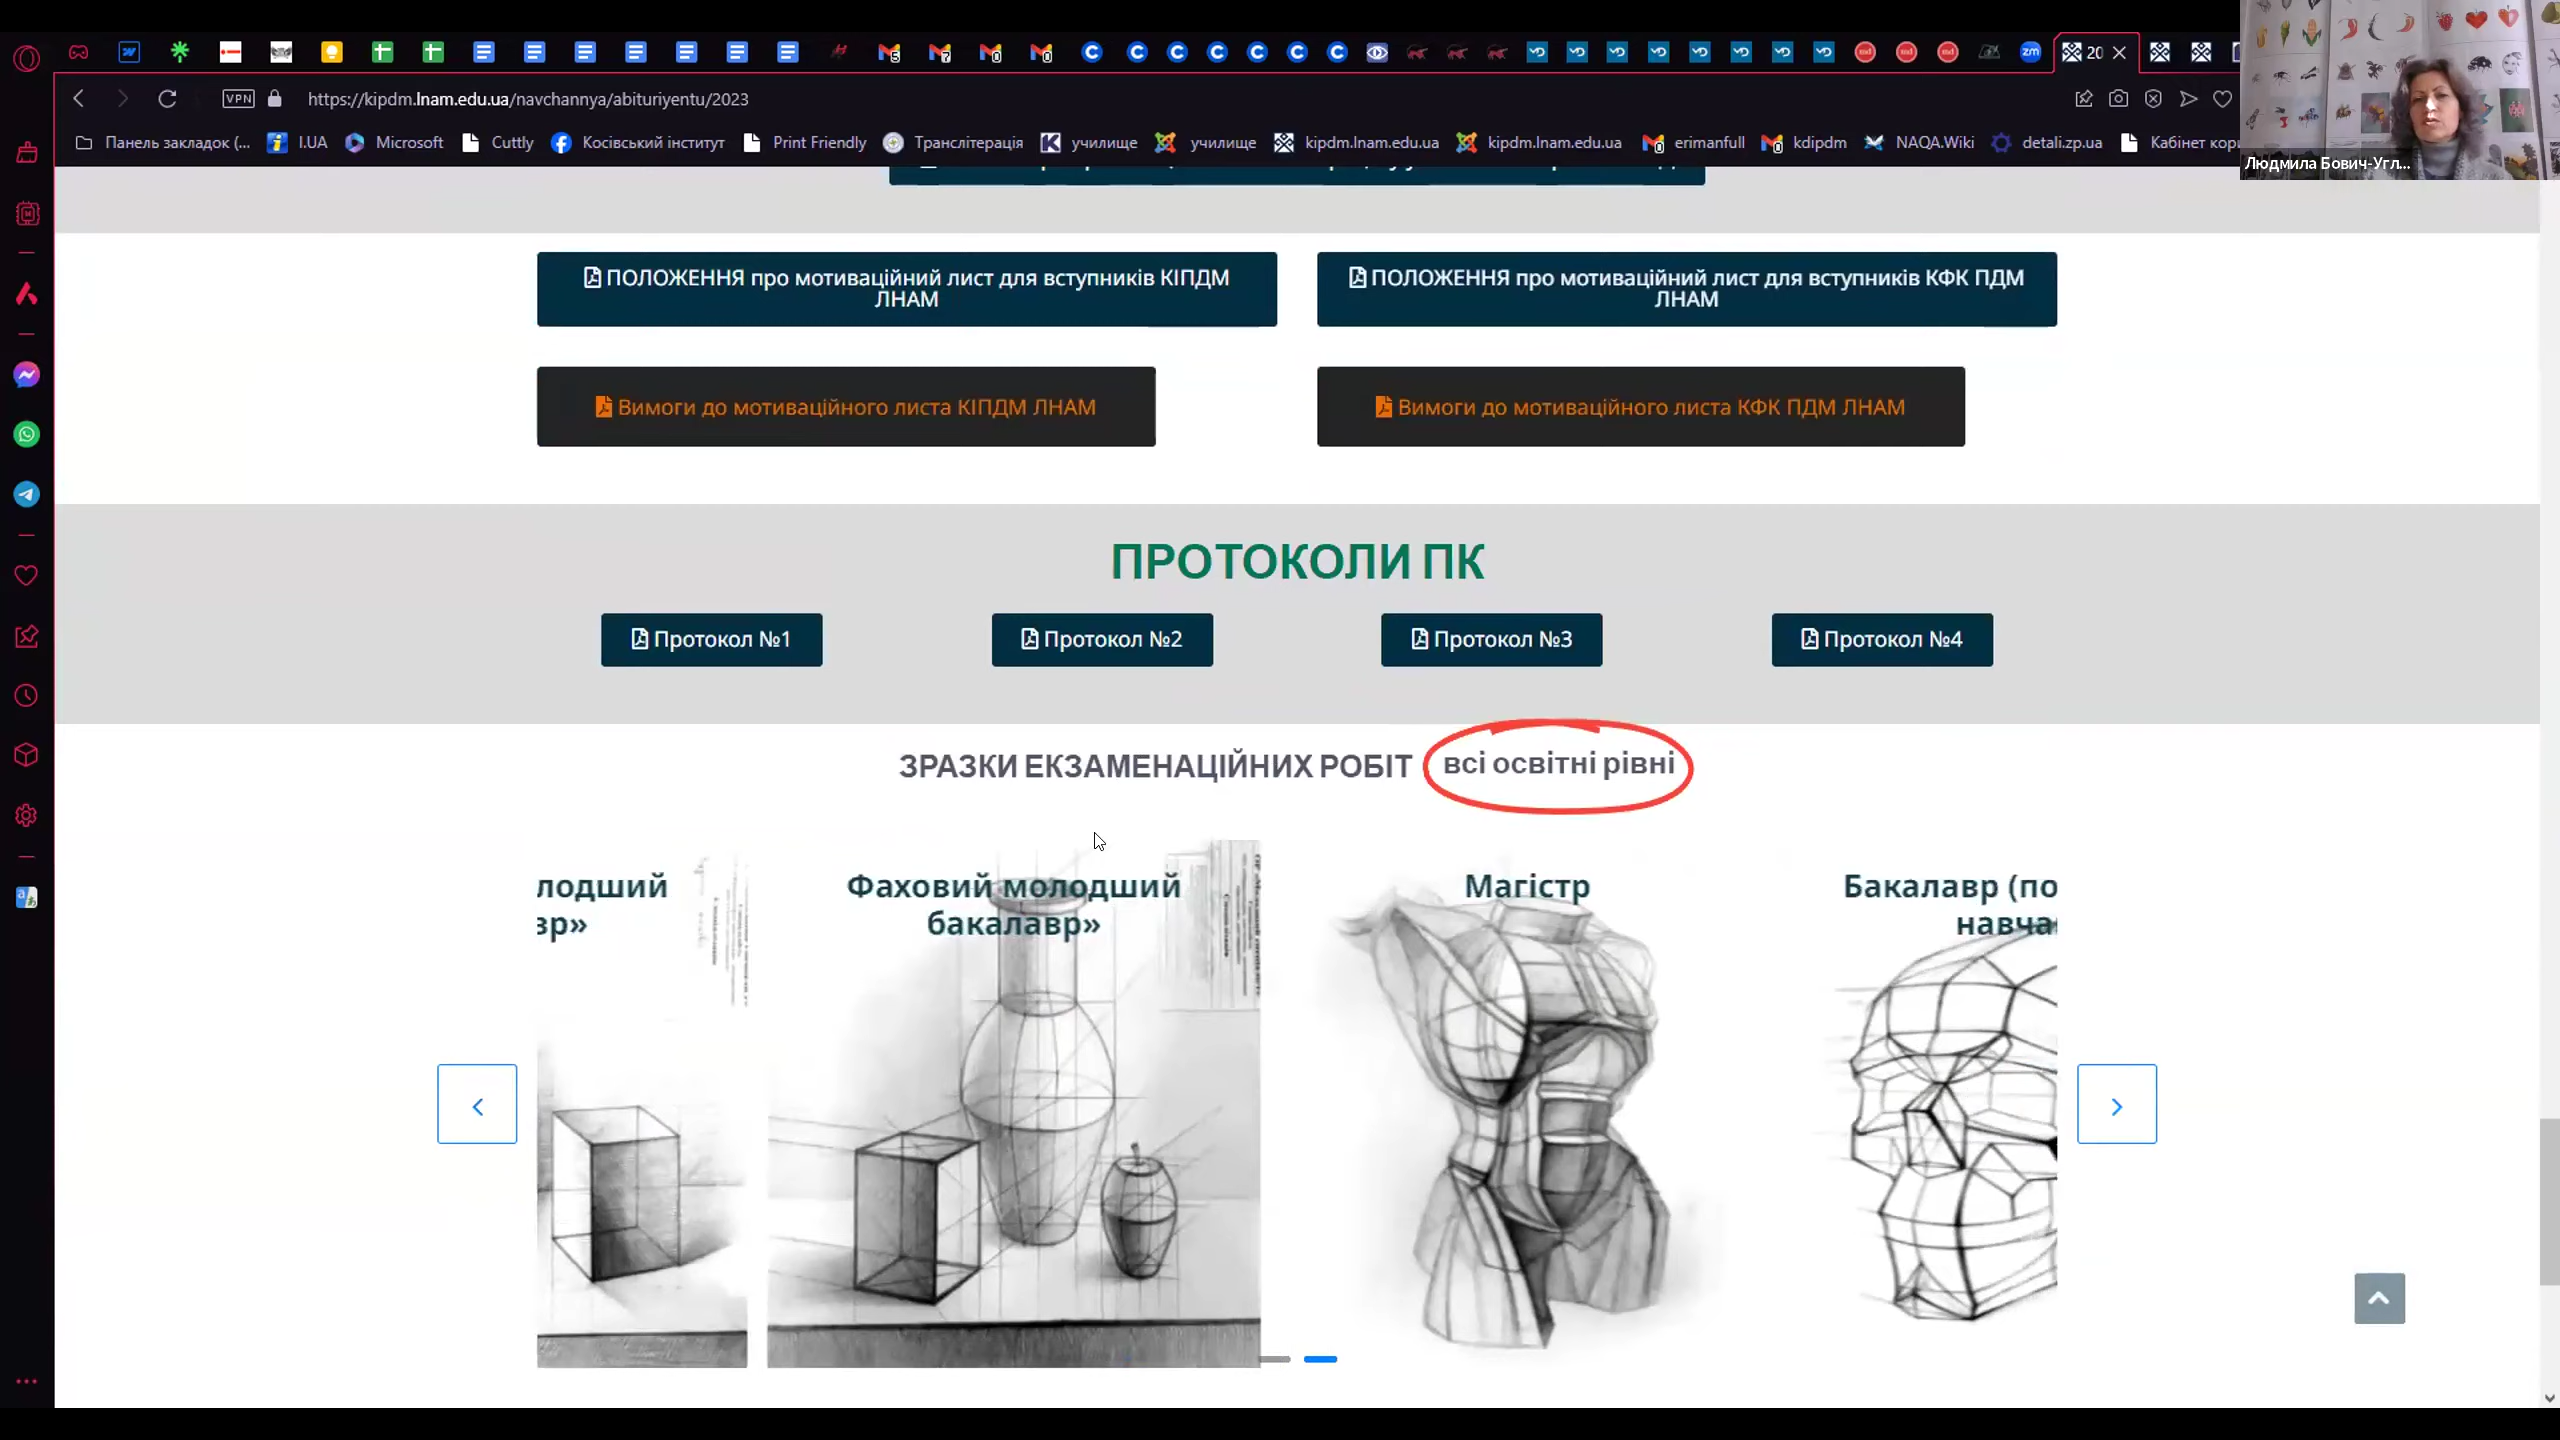 20
VPN
https://kipdm.lnam.edu.ua/navchannya/abituriyentu/2023
Панель закладок (...
I.UA
Microsoft
Cuttly
Косівський інститут
Print Friendly
Транслітерація
училище
училище
kipdm.lnam.edu.ua
kipdm.lnam.edu.ua
erimanfull
kdipdm
NAQA.Wiki
detali.zp.ua
Кабінет кори
Людмила Бович-Угл...
ПОЛОЖЕННЯ про мотиваційний лист для вступників КІПДМ
ЛНАМ
ПОЛОЖЕННЯ про мотиваційний лист для вступників КФК ПДМ
ЛНАМ
Вимоги до мотиваційного листа КІПДМ ЛНАМ
Вимоги до мотиваційного листа КФК ПДМ ЛНАМ
ПРОТОКОЛИ ПК
Протокол №1
Протокол №2
Протокол №3
Протокол №4
ЗРАЗКИ ЕКЗАМЕНАЦІЙНИХ РОБІТ всі освітні рівні
лодший
вр»
Фаховий молодший
бакалавр»
Магістр
Бакалавр (по
навча